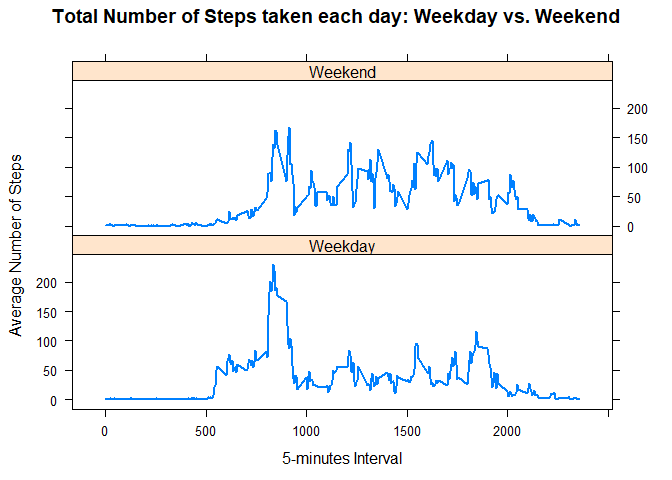 Total Number of Steps taken each day: Weekday vs. Weekend
Weekend
200
150
100
50
0
Average Number of Steps
Weekday
200
150
100
50
0
0 500 1000 1500 2000
5-minutes Interval